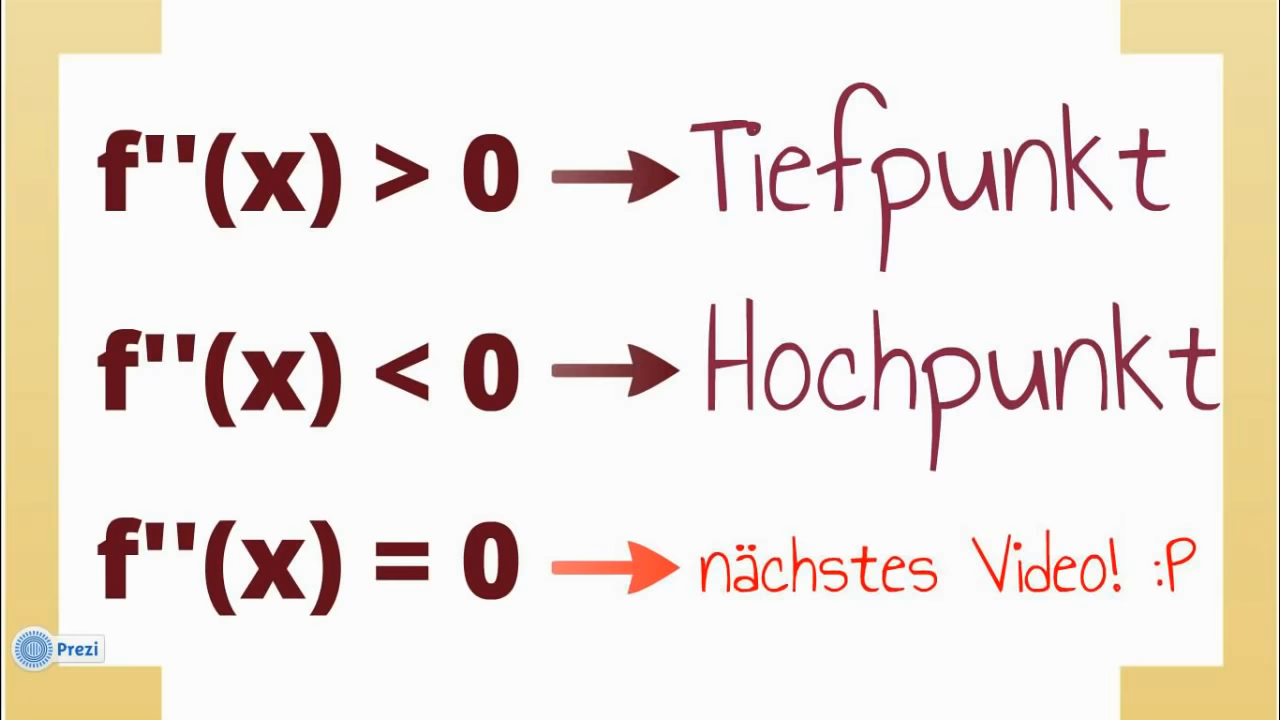 f''(x) > 0 → Tiefpunkt
f''(x) < 0 → Hochpunkt
f''(x) = 0 → nächstes Video! :P
Prezi